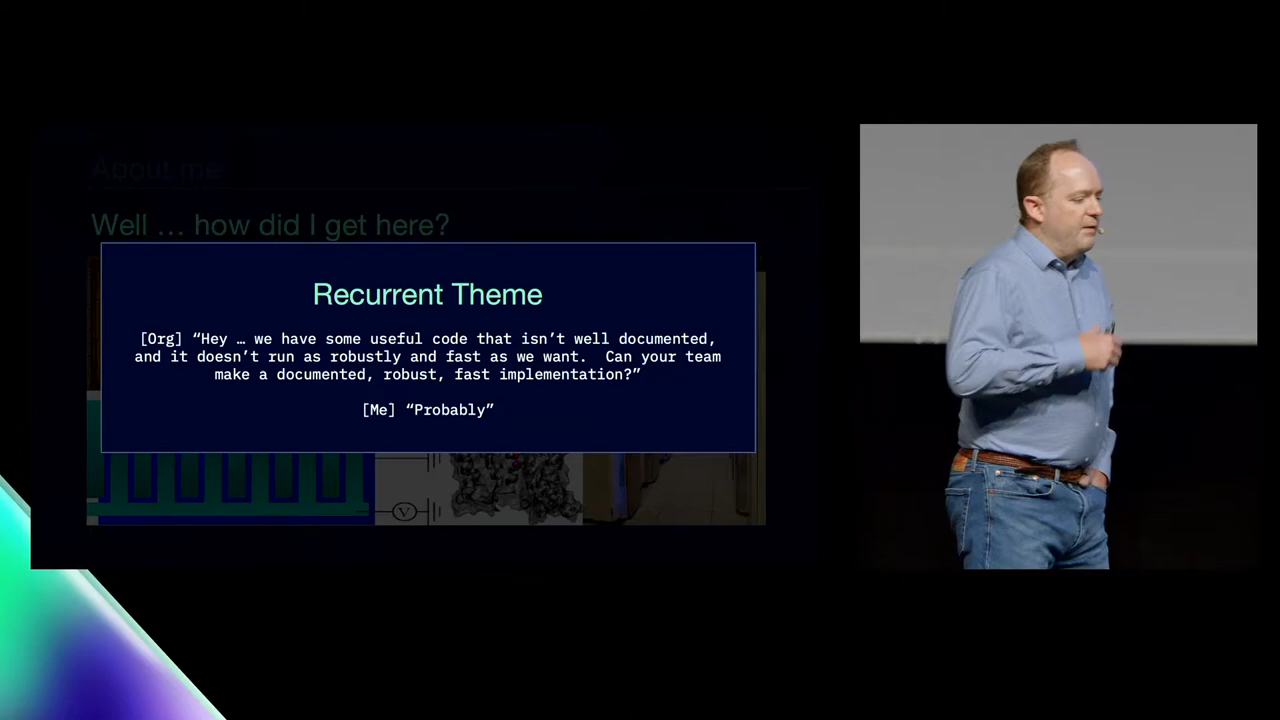 About me
Well … how did I get here?
Recurrent Theme
[Org] “Hey … we have some useful code that isn’t well documented,
and it doesn’t run as robustly and fast as we want.  Can your team
make a documented, robust, fast implementation?”
[Me] “Probably”
V